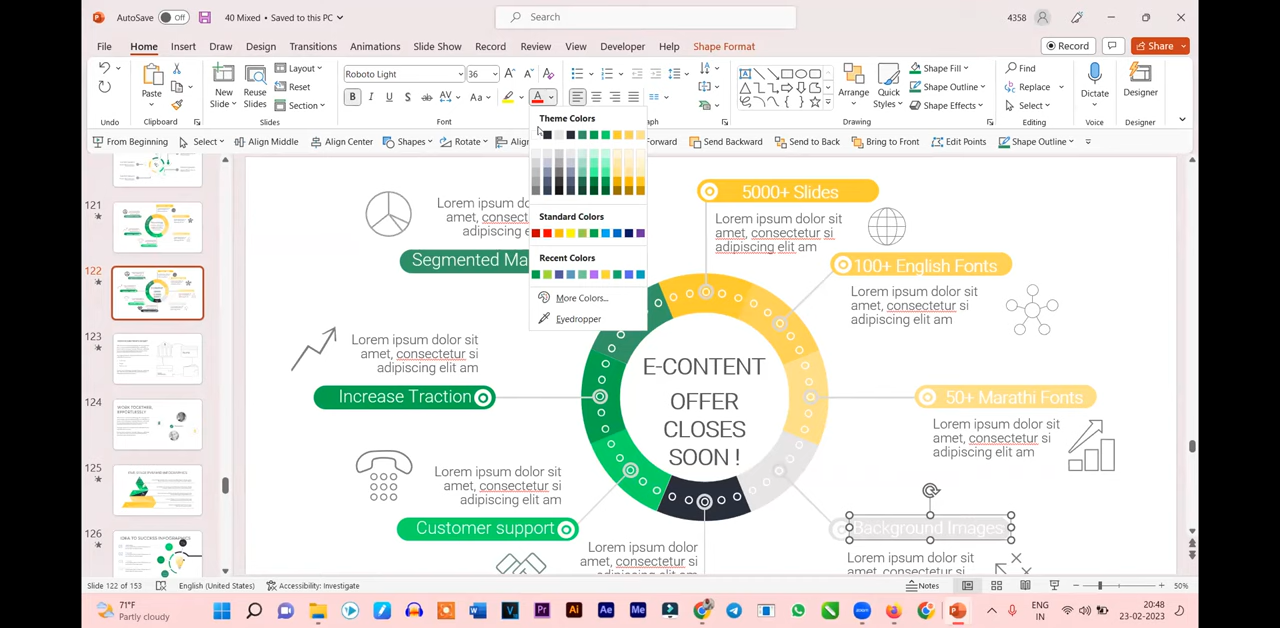 AutoSave Off 40 Mixed • Saved to this PC Search 4358
File Home Insert Draw Design Transitions Animations Slide Show Record Review View Developer Help Shape Format Record Share
Paste New Slide Reuse Slides Layout Reset Section
Roboto Light 36
Arrange Quick Styles Shape Fill Shape Outline Shape Effects
Find Replace Select Dictate Designer
Undo Clipboard Slides Font Drawing Editing Voice Designer
From Beginning Select Align Middle Align Center Shapes Rotate Send Backward Send to Back Bring to Front Edit Points Shape Outline
Theme Colors
Standard Colors
Recent Colors
More Colors...
Eyedropper
121
122
123
124
125
126
Lorem ipsum dolor sit
amet, consectetur
adipiscing elit am
5000+ Slides
Lorem ipsum dolor sit
amet, consectetur si
adipiscing elit am
100+ English Fonts
Lorem ipsum dolor sit
amet, consectetur si
adipiscing elit am
Lorem ipsum dolor sit
amet, consectetur si
adipiscing elit am
Increase Traction
E-CONTENT
OFFER
CLOSES
SOON !
50+ Marathi Fonts
Lorem ipsum dolor sit
amet, consectetur si
adipiscing elit am
Lorem ipsum dolor sit
amet, consectetur si
adipiscing elit am
Customer support
Background Images
Lorem ipsum dolor sit
amet, consectetur si
Lorem ipsum dolor sit
Slide 122 of 153 English (United States) Accessibility: Investigate Notes 50%
71°F
Partly cloudy
ENG
IN
20:48
23-02-2023